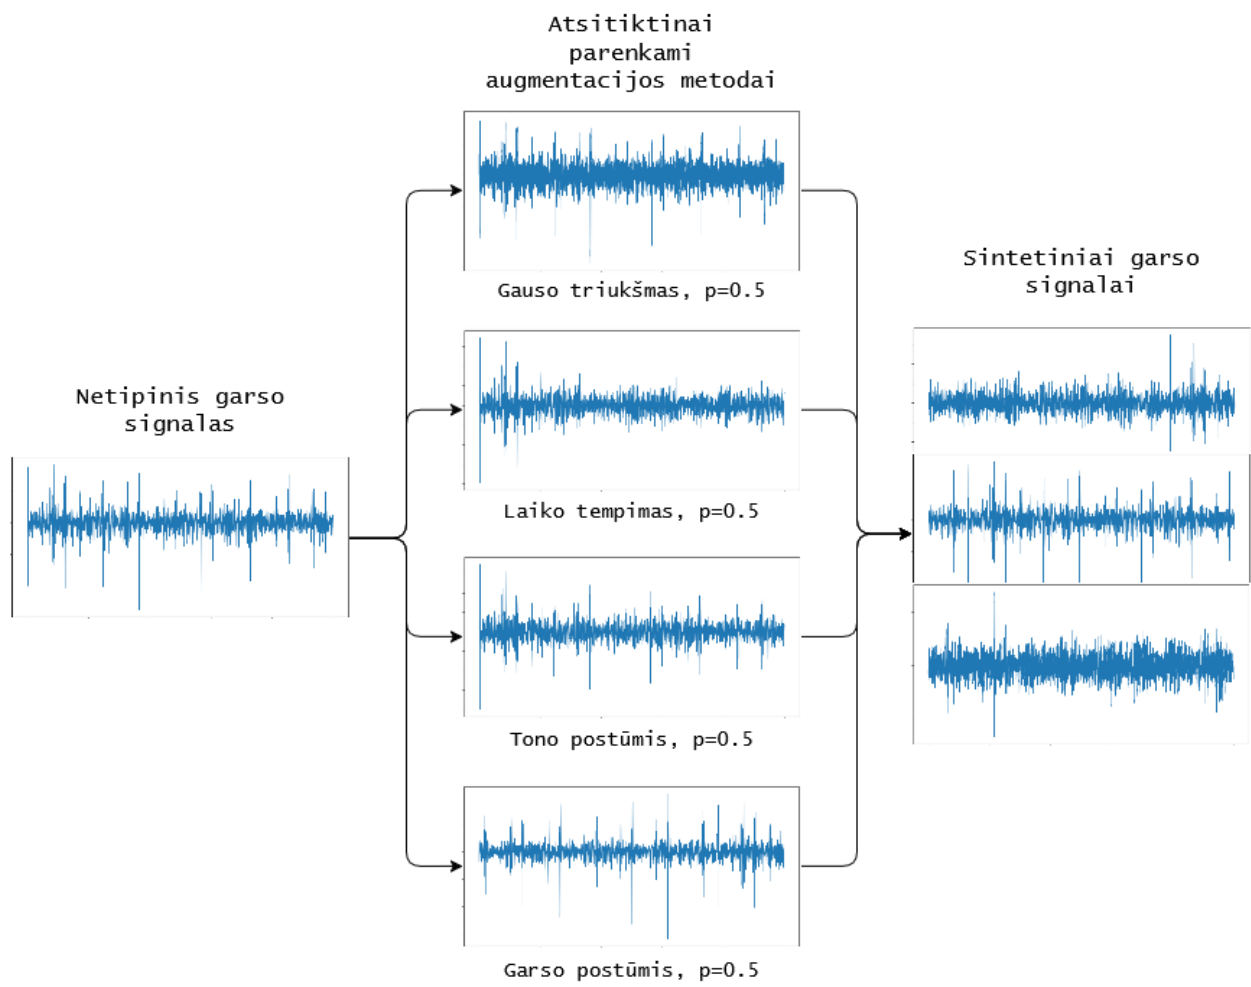 Atsitiktinai
parenkami
augmentacijos metodai
Gauso triukšmas, p=0.5
Laiko tempimas, p=0.5
Tono postūmis, p=0.5
Garso postūmis, p=0.5
Netipinis garso
signalas
Sintetiniai garso
signalai